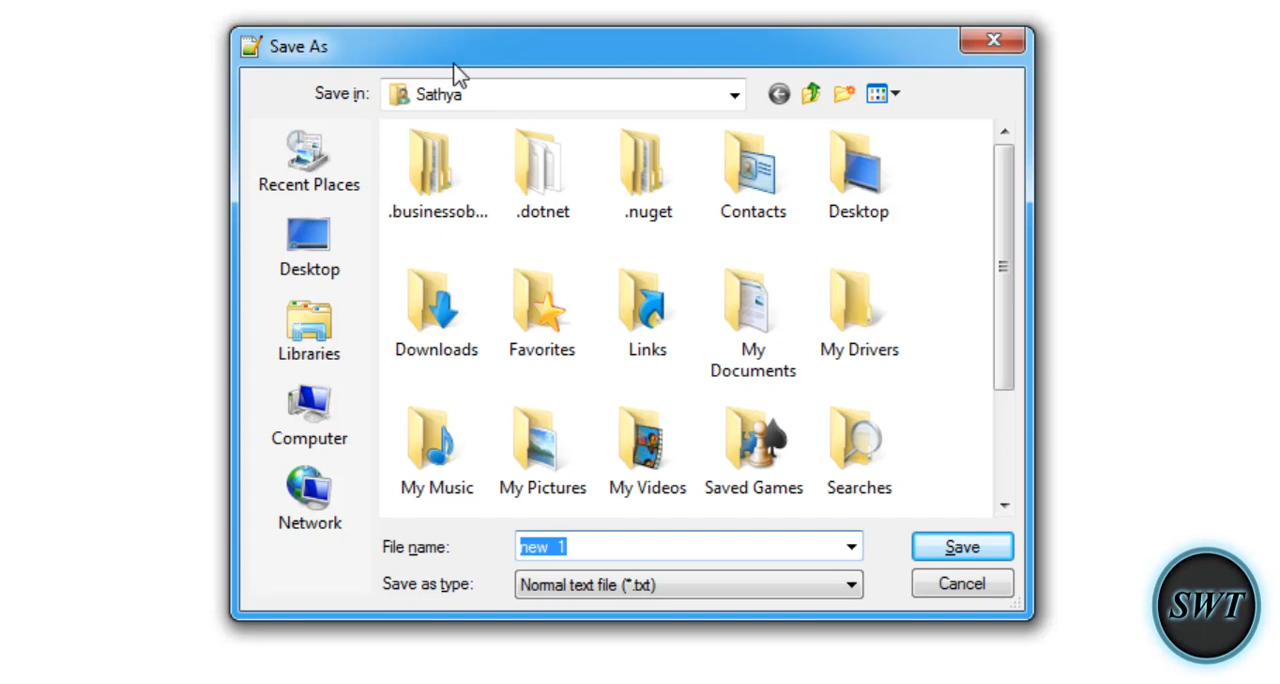 Save As
Save in:
Sathya
Recent Places
Desktop
Libraries
Computer
Network
.businessob...
.dotnet
.nuget
Contacts
Desktop
Downloads
Favorites
Links
My Documents
My Drivers
My Music
My Pictures
My Videos
Saved Games
Searches
File name:
new  1
Save
Save as type:
Normal text file (*.txt)
Cancel
SWT